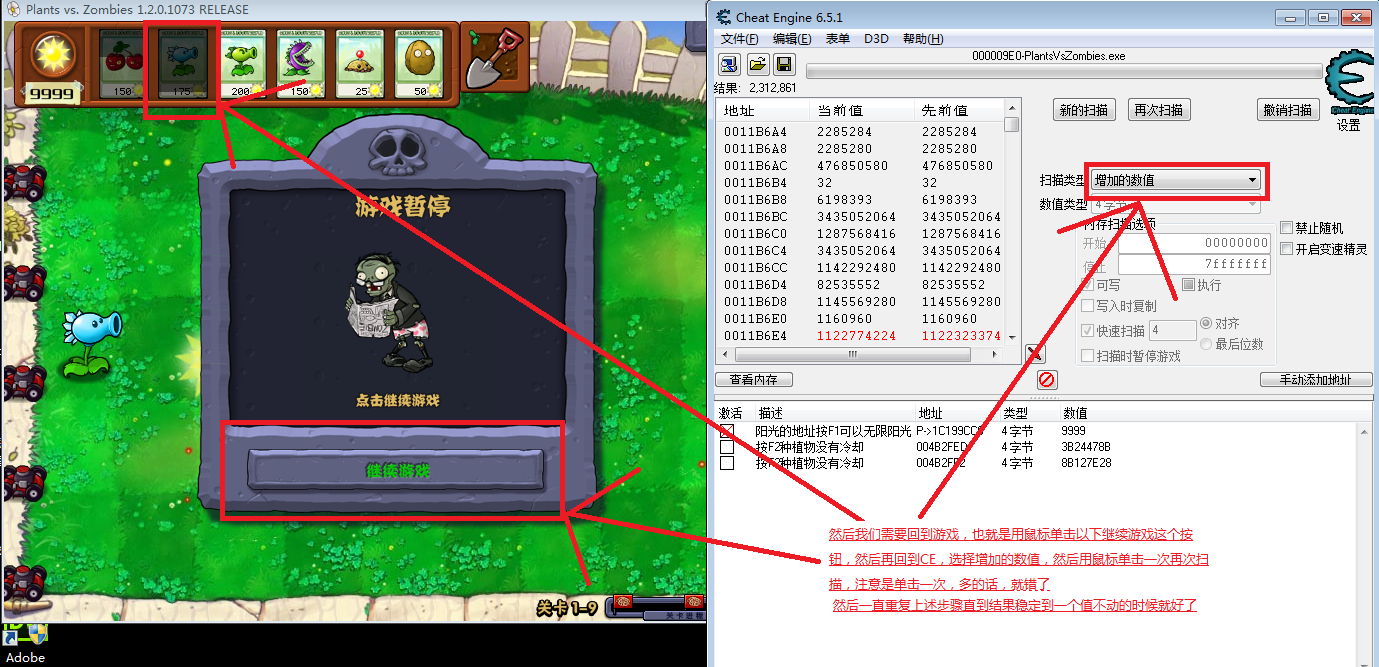 Plants vs. Zombies 1.2.0.1073 RELEASE
9999
150
175
200
150
25
50
游戏暂停
点击继续游戏
继续游戏
关卡 1-9
Adobe
Cheat Engine 6.5.1
文件(F) 编辑(E) 表单 D3D 帮助(H)
000009E0-PlantsVsZombies.exe
结果: 2,312,861
地址 当前值 先前值
0011B6A4 2285284 2285284
0011B6A8 2285280 2285280
0011B6AC 476850580 476850580
0011B6B4 32 32
0011B6B8 6198393 6198393
0011B6BC 3435052064 3435052064
0011B6C0 1287568416 1287568416
0011B6C4 3435052064 3435052064
0011B6CC 1142292480 1142292480
0011B6D4 82535552 82535552
0011B6D8 1145569280 1145569280
0011B6E0 1160960 1160960
0011B6E4 1122774224 1122323374
新的扫描 再次扫描 撤销扫描
Cheat Engine
设置
扫描类型 增加的数值
数值类型 4 字节
内存扫描选项
开始 00000000
停止 7fffffff
可写 执行
写入时复制
快速扫描 4 对齐
最后位数
扫描时暂停游戏
禁止随机
开启变速精灵
查看内存 手动添加地址
激活 描述 地址 类型 数值
阳光的地址按F1可以无限阳光 P->1C199CC8 4 字节 9999
按F2种植物没有冷却 004B2FED 4 字节 3B24478B
按F2种植物没有冷却 004B2FF2 4 字节 8B127E28
然后我们需要回到游戏，也就是用鼠标单击以下继续游戏这个按
钮，然后再回到CE，选择增加的数值，然后用鼠标单击一次再次扫
描，注意是单击一次，多的话，就错了
然后一直重复上述步骤直到结果稳定到一个值不动的时候就好了